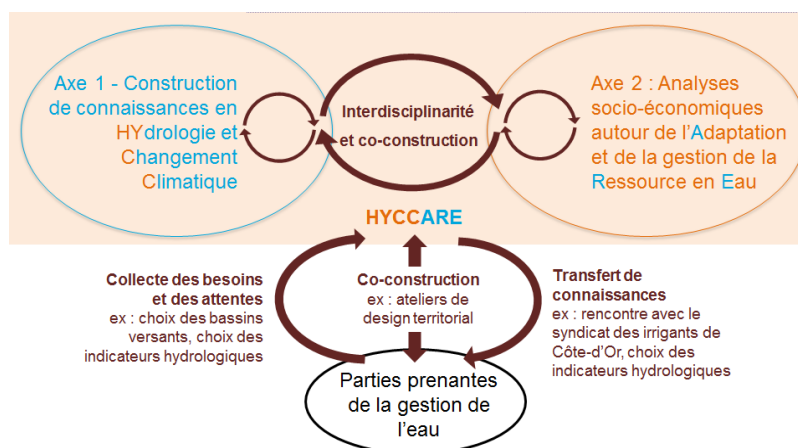 Axe 1 - Construction
de connaissances en
HYdrologie et
Changement
Climatique
Interdisciplinarité
et co-construction
Axe 2 : Analyses
socio-économiques
autour de l'Adaptation
et de la gestion de la
Ressource en Eau
HYCCARE
Collecte des besoins
et des attentes
ex : choix des bassins
versants, choix des
indicateurs hydrologiques
Co-construction
ex : ateliers de
design territorial
Transfert de
connaissances
ex : rencontre avec le
syndicat des irrigants de
Côte-d'Or, choix des
indicateurs hydrologiques
Parties prenantes
de la gestion de
l'eau